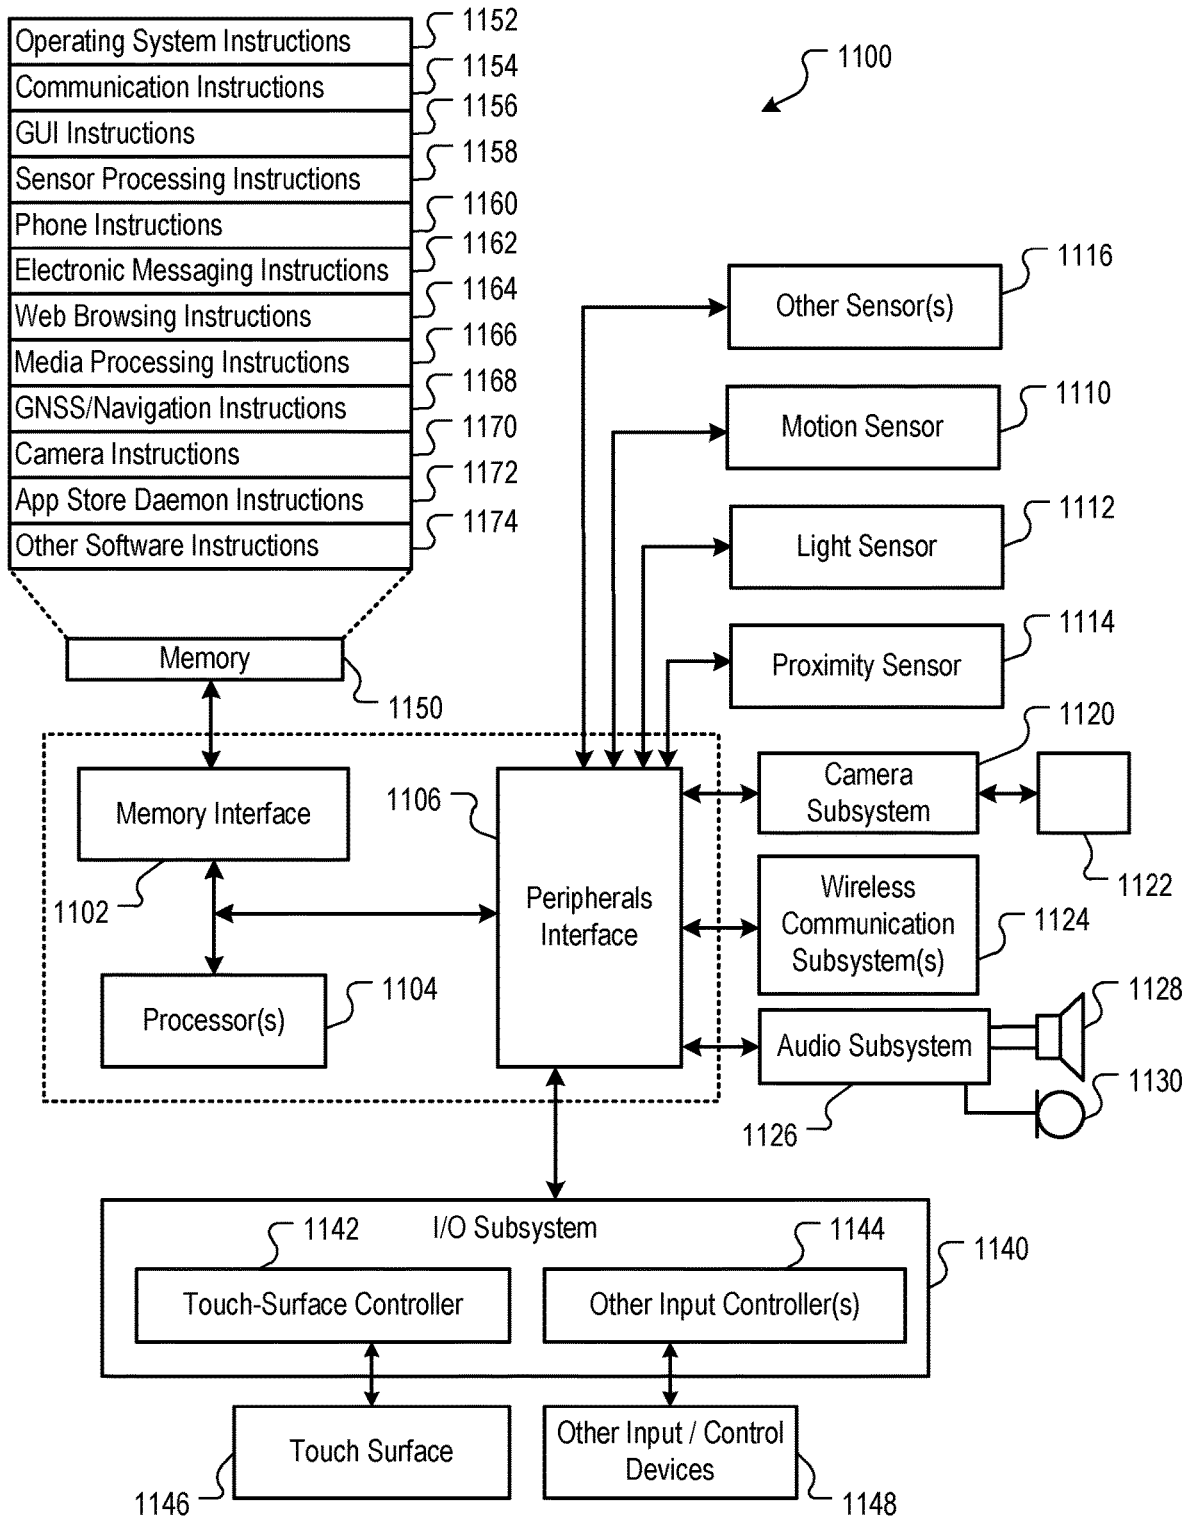 1152
Operating System Instructions
1154
Communication Instructions
1156
GUI Instructions
1158
Sensor Processing Instructions
1160
Phone Instructions
1162
Electronic Messaging Instructions
1164
Web Browsing Instructions
1166
Media Processing Instructions
1168
GNSS/Navigation Instructions
1170
Camera Instructions
1172
App Store Daemon Instructions
1174
Other Software Instructions
Memory
1150
1100
1116
Other Sensor(s)
1110
Motion Sensor
1112
Light Sensor
1114
Proximity Sensor
Memory Interface
1102
1104
Processor(s)
1106
Peripherals
Interface
1120
Camera
Subsystem
1122
Wireless
Communication
Subsystem(s)
1124
Audio Subsystem
1126
1128
1130
I/O Subsystem
1140
1142
Touch-Surface Controller
1144
Other Input Controller(s)
Touch Surface
1146
Other Input / Control
Devices
1148